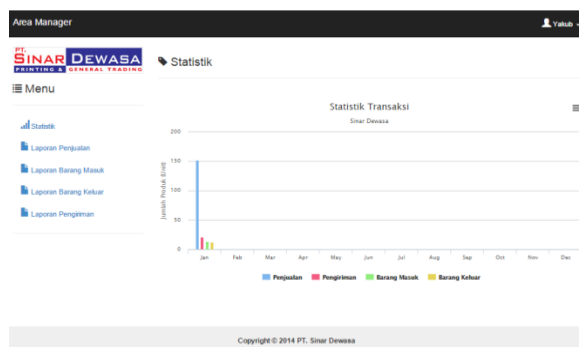 Area Manager
Yakub
PT.
SINAR DEWASA
PRINTING & GENERAL TRADING
Statistik
Menu
Statistik
Laporan Penjualan
Laporan Barang Masuk
Laporan Barang Keluar
Laporan Pengiriman
Statistik Transaksi
Sinar Dewasa
Jumlah Produk (Unit)
200
150
100
50
0
Jan Feb Mar Apr May Jun Jul Aug Sep Oct Nov Dec
Penjualan Pengiriman Barang Masuk Barang Keluar
Copyright © 2014 PT. Sinar Dewasa